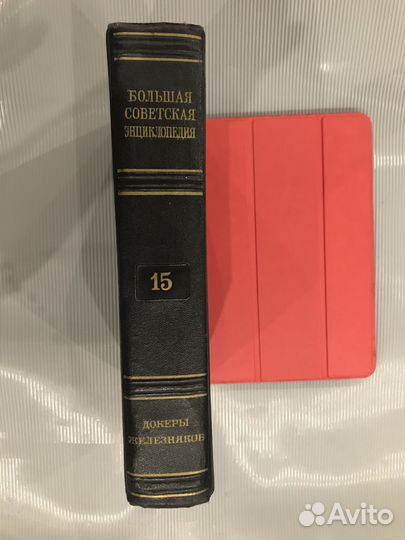 БОЛЬШАЯ
СОВЕТСКАЯ
ЭНЦИКЛОПЕДИЯ
15
ДОКЕРЫ
ЖЕЛЕЗНЯКОВ
Avito